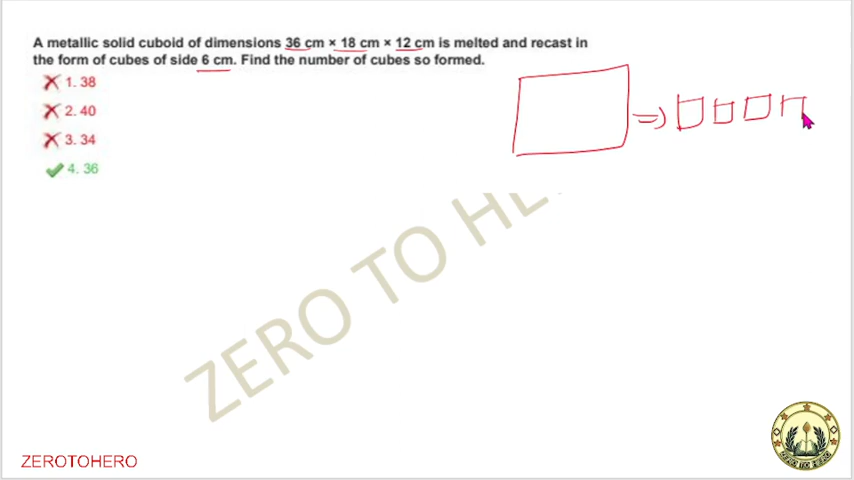 A metallic solid cuboid of dimensions 36 cm × 18 cm × 12 cm is melted and recast in
the form of cubes of side 6 cm. Find the number of cubes so formed.
1. 38
2. 40
3. 34
4. 36
ZERO TO HE
ZEROTOHERO